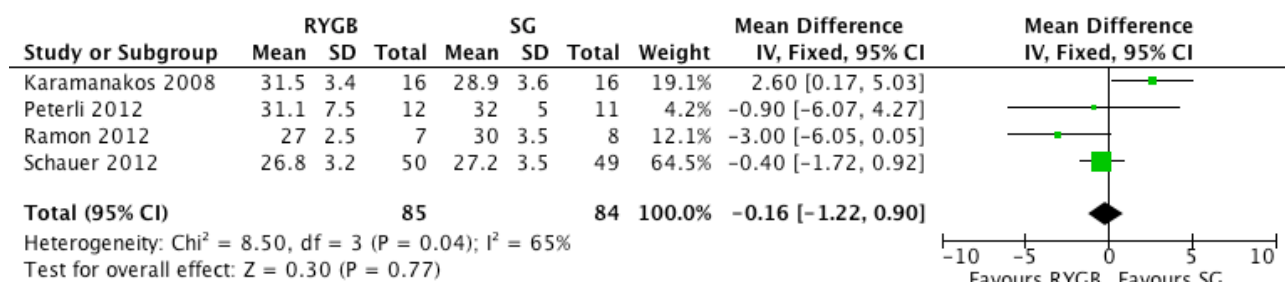 RYGB SG Mean Difference Mean Difference
Study or Subgroup Mean SD Total Mean SD Total Weight IV, Fixed, 95% CI IV, Fixed, 95% CI
Karamanakos 2008 31.5 3.4 16 28.9 3.6 16 19.1% 2.60 [0.17, 5.03]
Peterli 2012 31.1 7.5 12 32 5 11 4.2% -0.90 [-6.07, 4.27]
Ramon 2012 27 2.5 7 30 3.5 8 12.1% -3.00 [-6.05, 0.05]
Schauer 2012 26.8 3.2 50 27.2 3.5 49 64.5% -0.40 [-1.72, 0.92]
Total (95% CI) 85 84 100.0% -0.16 [-1.22, 0.90]
Heterogeneity: Chi² = 8.50, df = 3 (P = 0.04); I² = 65%
Test for overall effect: Z = 0.30 (P = 0.77)
-10 -5 0 5 10
Favours RYGB Favours SG